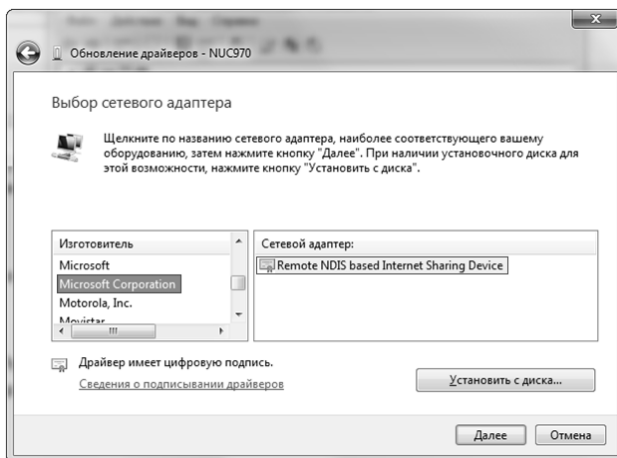 Обновление драйверов - NUC970
Выбор сетевого адаптера
Щелкните по названию сетевого адаптера, наиболее соответствующего вашему
оборудованию, затем нажмите кнопку "Далее". При наличии установочного диска для
этой возможности, нажмите кнопку "Установить с диска".
Изготовитель
Microsoft
Microsoft Corporation
Motorola, Inc.
Movistar
Сетевой адаптер:
Remote NDIS based Internet Sharing Device
Драйвер имеет цифровую подпись.
Сведения о подписывании драйверов
Установить с диска...
Далее
Отмена